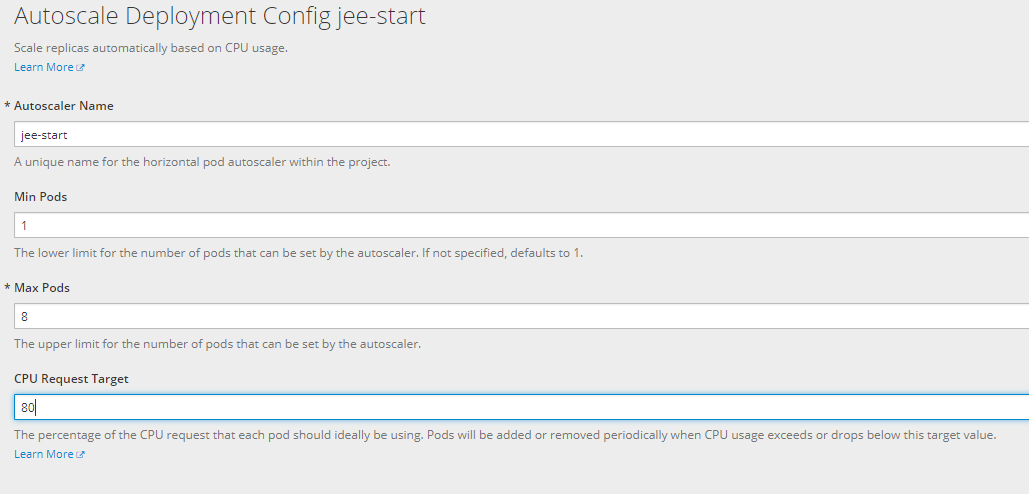 Autoscale Deployment Config jee-start
Scale replicas automatically based on CPU usage.
Learn More
* Autoscaler Name
jee-start
A unique name for the horizontal pod autoscaler within the project.
Min Pods
1
The lower limit for the number of pods that can be set by the autoscaler. If not specified, defaults to 1.
* Max Pods
8
The upper limit for the number of pods that can be set by the autoscaler.
CPU Request Target
80
The percentage of the CPU request that each pod should ideally be using. Pods will be added or removed periodically when CPU usage exceeds or drops below this target value.
Learn More